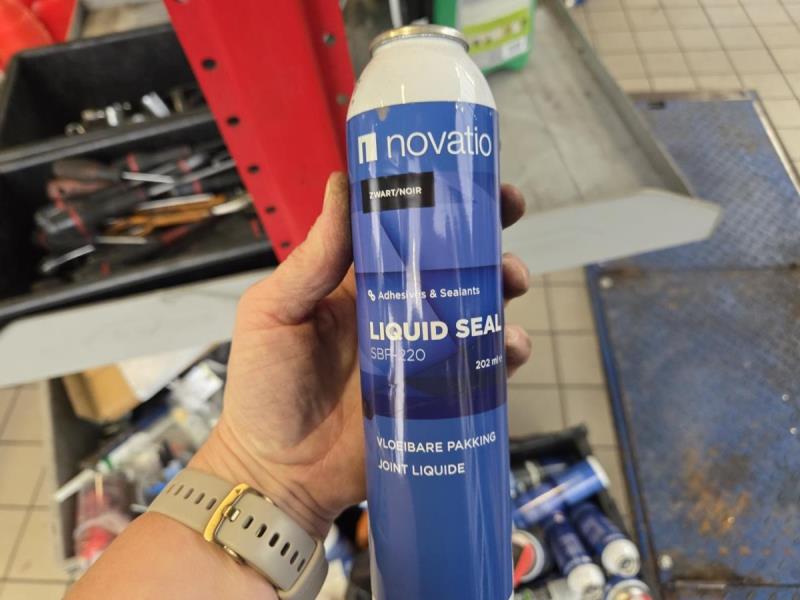 novatio
ZWART/NOIR
Adhesives & Sealants
LIQUID SEAL
SBF-220
202 ml e
VLOEIBARE PAKKING
JOINT LIQUIDE